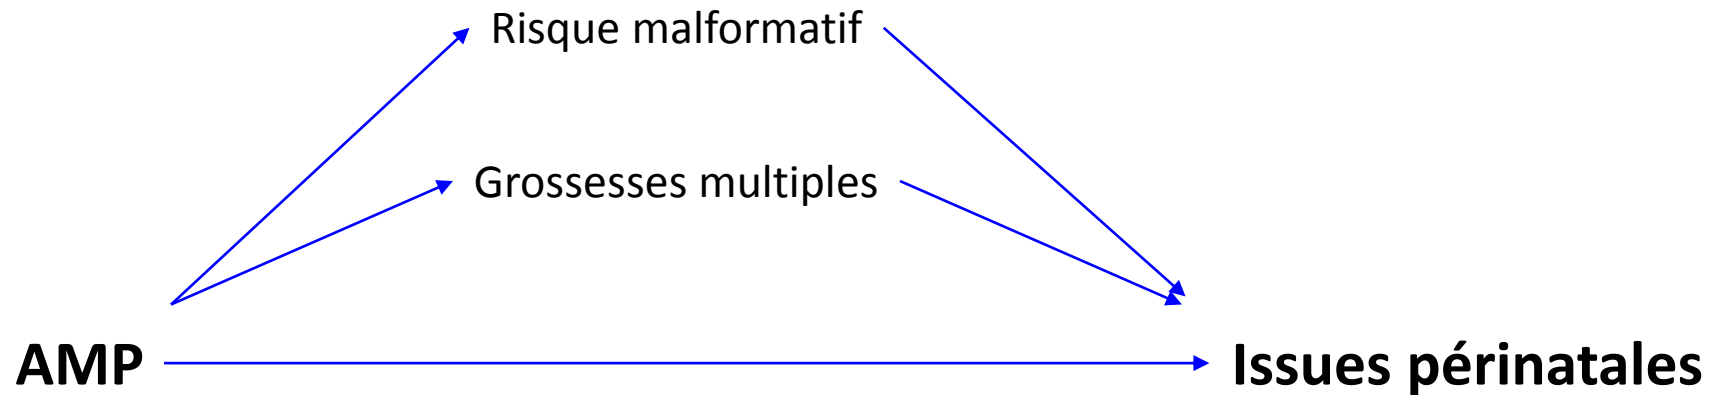 Risque malformatif
Grossesses multiples
AMP
Issues périnatales